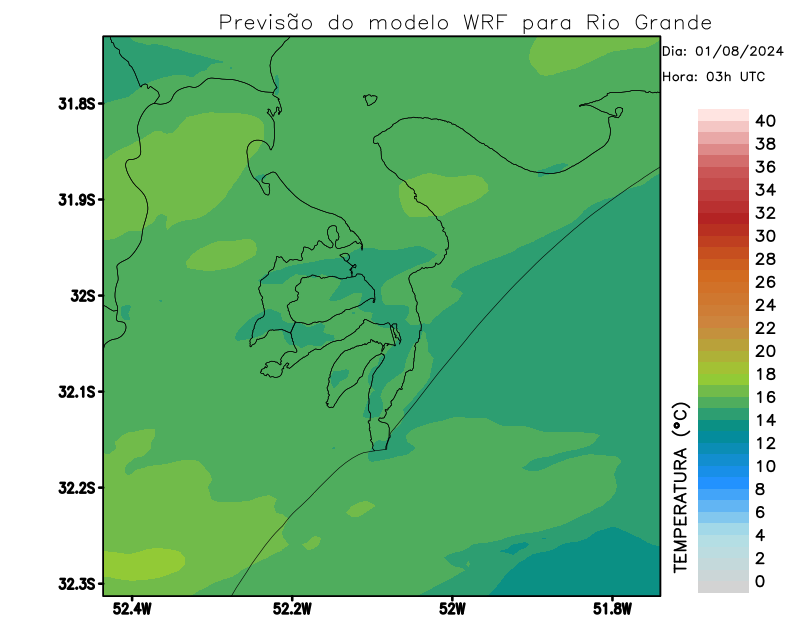 Previsão do modelo WRF para Rio Grande
Dia: 01/08/2024
Hora: 03h UTC
31.8S
31.9S
32S
32.1S
32.2S
32.3S
52.4W
52.2W
52W
51.8W
TEMPERATURA (°C)
40
38
36
34
32
30
28
26
24
22
20
18
16
14
12
10
8
6
4
2
0